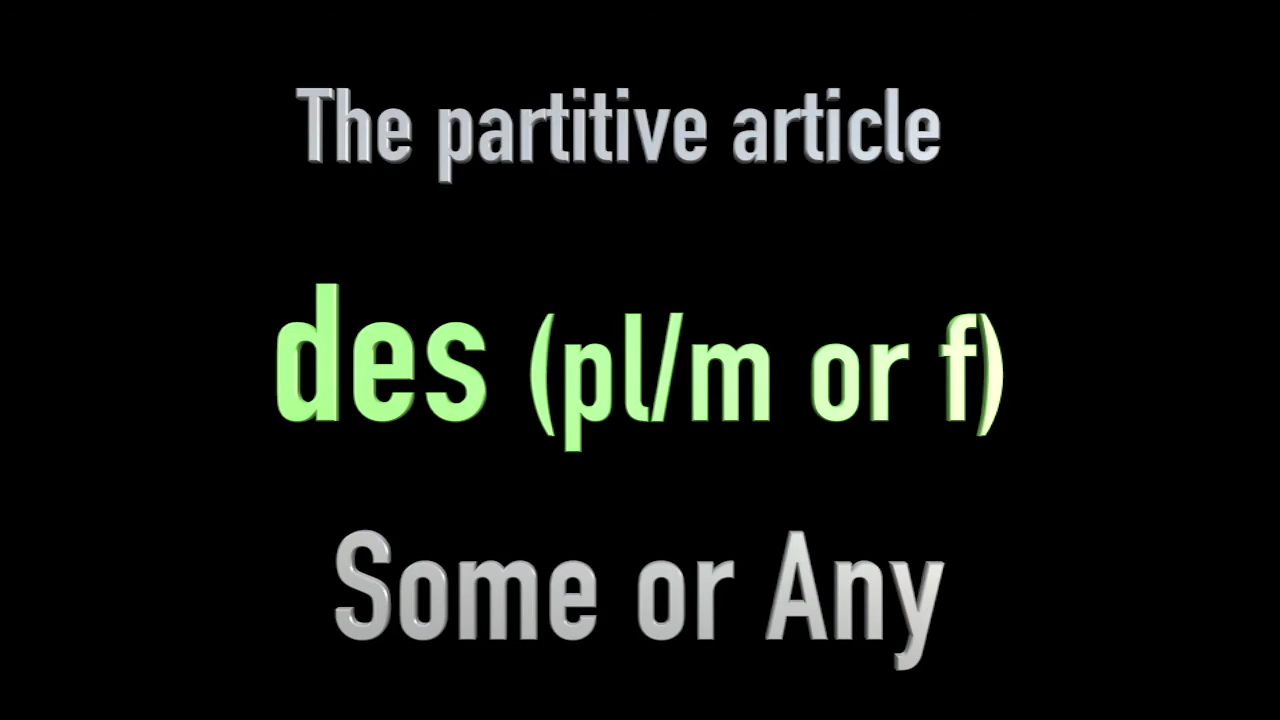 The partitive article
des (pl/m or f)
Some or Any